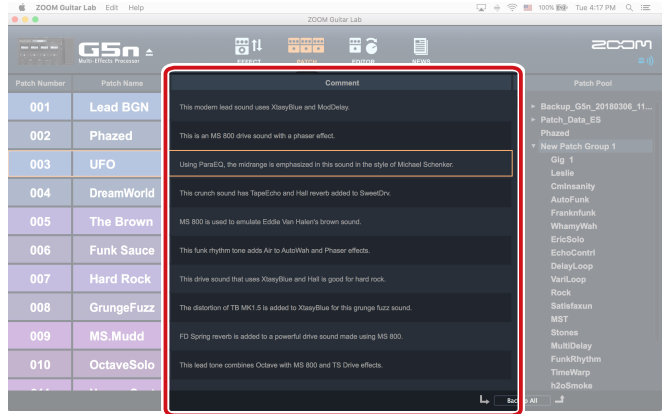 ZOOM Guitar Lab Edit Help 100% Tue 4:17 PM
ZOOM Guitar Lab
G5n
Multi-Effects Processor
EFFECT PATCH EDITOR NEWS
ZOOM
Patch Number Patch Name Comment Patch Pool
001 Lead BGN This modern lead sound uses XtasyBlue and ModDelay.
002 Phazed This is an MS 800 drive sound with a phaser effect.
003 UFO Using ParaEQ, the midrange is emphasized in this sound in the style of Michael Schenker.
004 DreamWorld This crunch sound has TapeEcho and Hall reverb added to SweetDrv.
005 The Brown MS 800 is used to emulate Eddie Van Halen's brown sound.
006 Funk Sauce This funk rhythm tone adds Air to AutoWah and Phaser effects.
007 Hard Rock This drive sound that uses XtasyBlue and Hall is good for hard rock.
008 GrungeFuzz The distortion of TB MK1.5 is added to XtasyBlue for this grunge fuzz sound.
009 MS.Mudd FD Spring reverb is added to a powerful drive sound made using MS 800.
010 OctaveSolo This lead tone combines Octave with MS 800 and TS Drive effects.
Backup_G5n_20180306_11...
Patch_Data_ES
Phazed
New Patch Group 1
Gig 1
Leslie
CmInsanity
AutoFunk
Franknfunk
WhamyWah
EricSolo
EchoContrl
DelayLoop
VariLoop
Rock
Satisfaxun
MST
Stones
MultiDelay
FunkRhythm
TimeWarp
h2oSmoke
Backup All